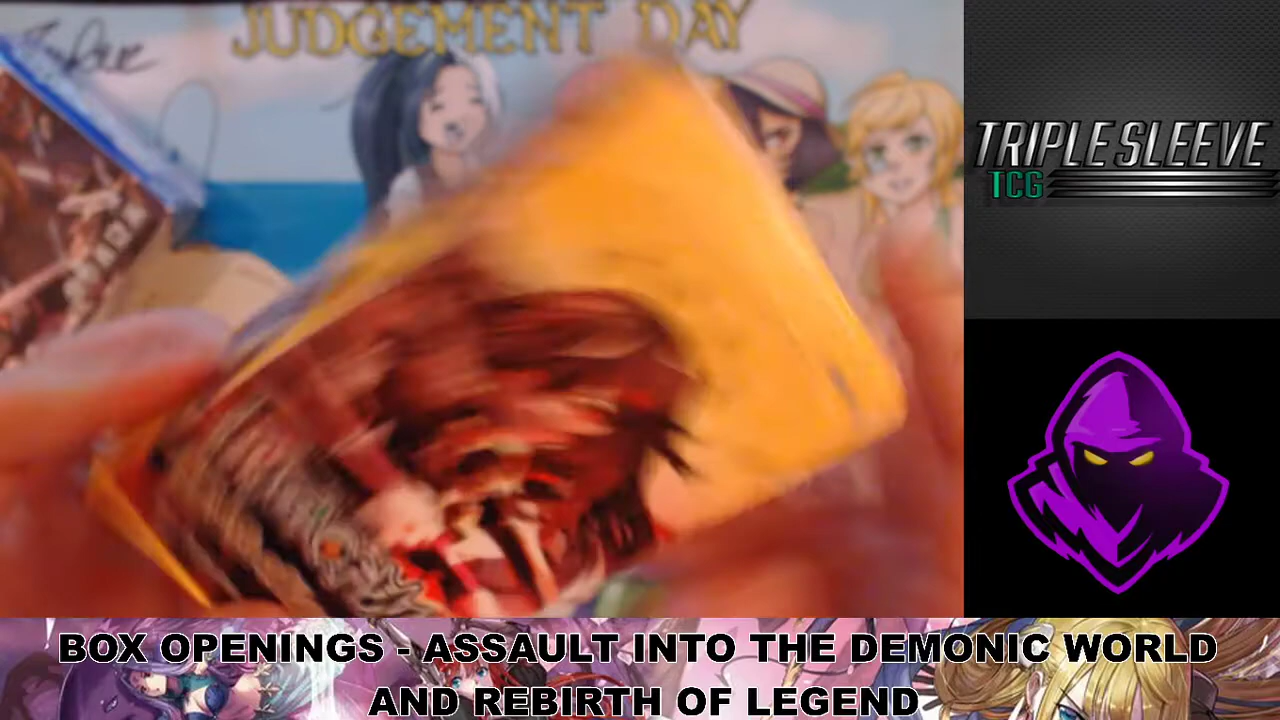 JUDGEMENT DAY
TRIPLE SLEEVE
TCG
BOX OPENINGS - ASSAULT INTO THE DEMONIC WORLD
AND REBIRTH OF LEGEND